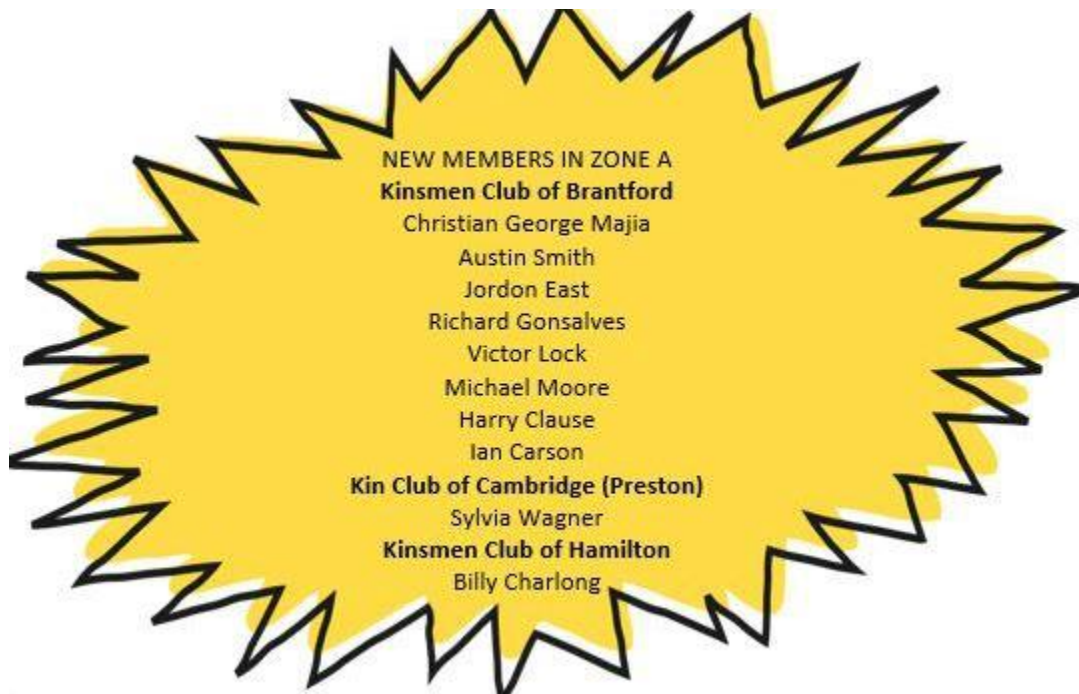 NEW MEMBERS IN ZONE A
Kinsmen Club of Brantford
Christian George Majia
Austin Smith
Jordon East
Richard Gonsalves
Victor Lock
Michael Moore
Harry Clause
Ian Carson
Kin Club of Cambridge (Preston)
Sylvia Wagner
Kinsmen Club of Hamilton
Billy Charlong